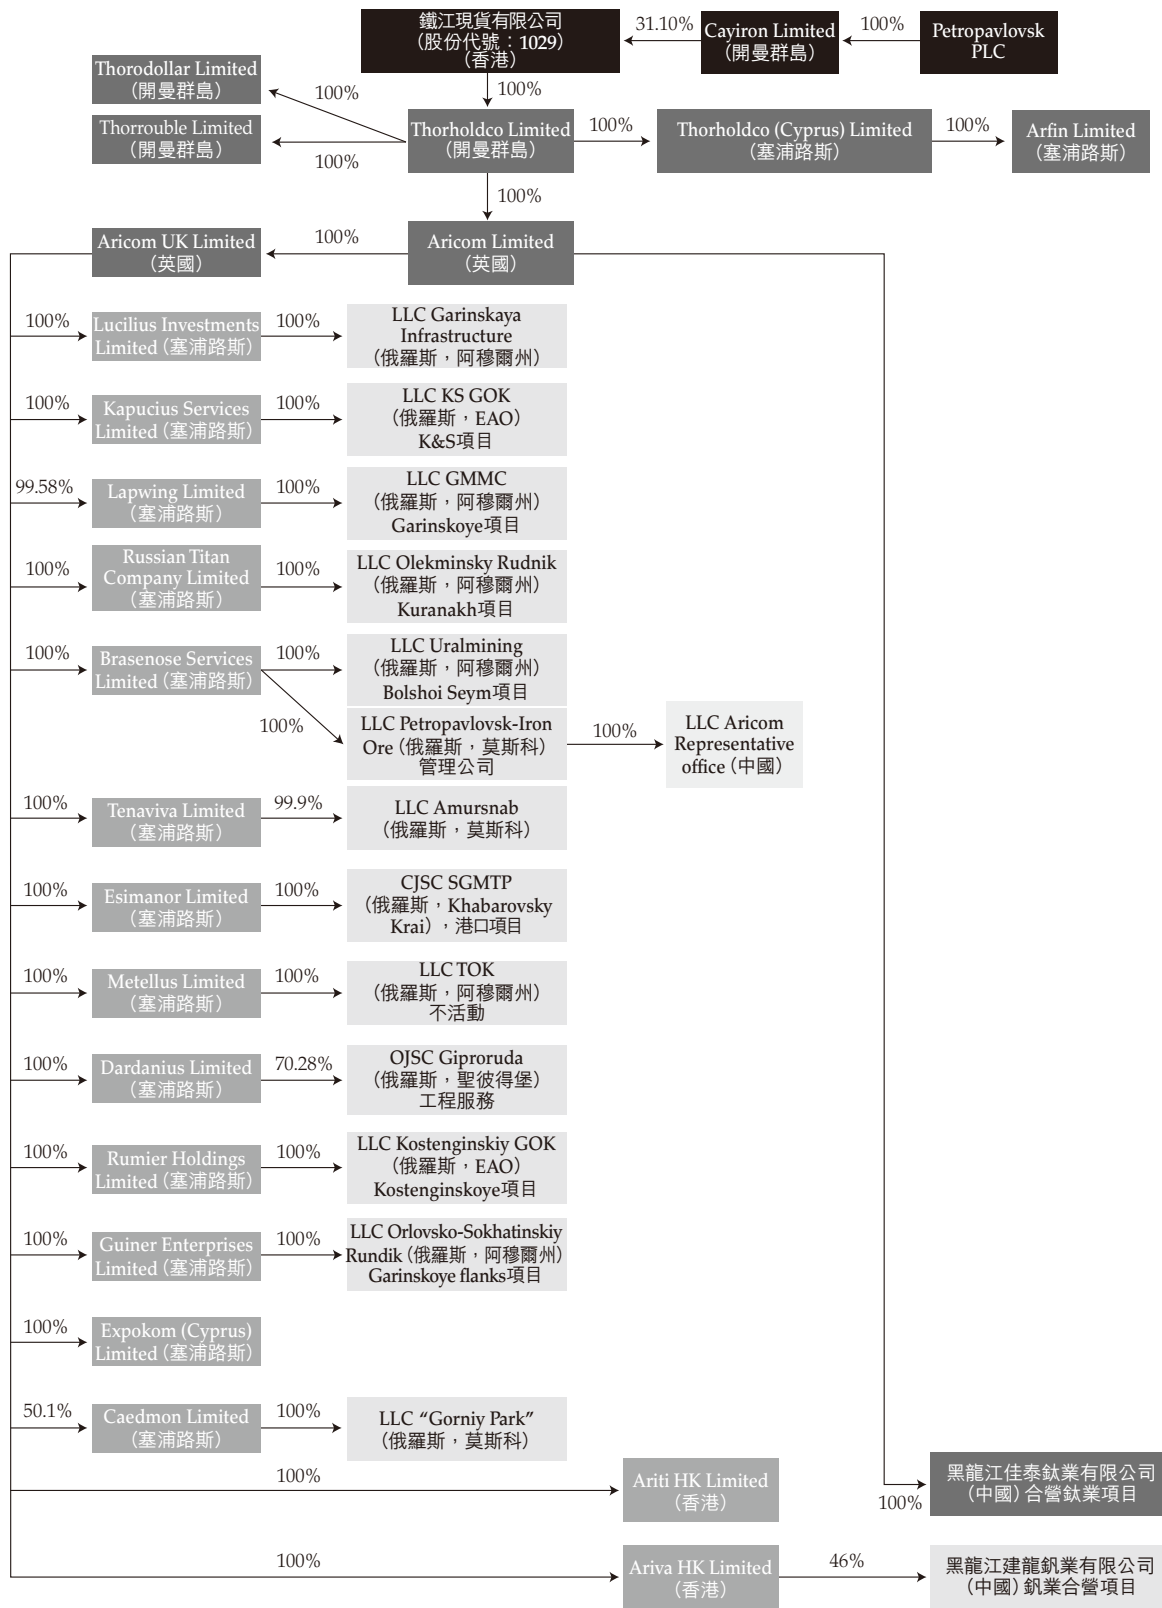 鐵江現貨有限公司
（股份代號：1029）
（香港）
31.10%
Cayiron Limited
（開曼群島）
100%
Petropavlovsk
PLC
100%
Thorodollar Limited
（開曼群島）
100%
Thorrouble Limited
（開曼群島）
100%
Thorholdco Limited
（開曼群島）
100%
Thorholdco (Cyprus) Limited
（塞浦路斯）
100%
Arfin Limited
（塞浦路斯）
100%
Aricom UK Limited
（英國）
100%
Aricom Limited
（英國）
100%
Lucilius Investments
Limited（塞浦路斯）
100%
LLC Garinskaya
Infrastructure
（俄羅斯，阿穆爾州）
100%
Kapucius Services
Limited（塞浦路斯）
100%
LLC KS GOK
（俄羅斯，EAO）
K&S項目
99.58%
Lapwing Limited
（塞浦路斯）
100%
LLC GMMC
（俄羅斯，阿穆爾州）
Garinskoye項目
100%
Russian Titan
Company Limited
（塞浦路斯）
100%
LLC Olekminsky Rudnik
（俄羅斯，阿穆爾州）
Kuranakh項目
100%
Brasenose Services
Limited（塞浦路斯）
100%
LLC Uralmining
（俄羅斯，阿穆爾州）
Bolshoi Seym項目
100%
LLC Petropavlovsk-Iron
Ore（俄羅斯，莫斯科）
管理公司
100%
LLC Aricom
Representative
office（中國）
100%
Tenaviva Limited
（塞浦路斯）
99.9%
LLC Amursnab
（俄羅斯，莫斯科）
100%
Esimanor Limited
（塞浦路斯）
100%
CJSC SGMTP
（俄羅斯，Khabarovsky
Krai），港口項目
100%
Metellus Limited
（塞浦路斯）
100%
LLC TOK
（俄羅斯，阿穆爾州）
不活動
100%
Dardanius Limited
（塞浦路斯）
70.28%
OJSC Giproruda
（俄羅斯，聖彼得堡）
工程服務
100%
Rumier Holdings
Limited（塞浦路斯）
100%
LLC Kostenginskiy GOK
（俄羅斯，EAO）
Kostenginskoye項目
100%
Guiner Enterprises
Limited（塞浦路斯）
100%
LLC Orlovsko-Sokhatinskiy
Rundik（俄羅斯，阿穆爾州）
Garinskoye flanks項目
100%
Expokom (Cyprus)
Limited（塞浦路斯）
50.1%
Caedmon Limited
（塞浦路斯）
100%
LLC “Gorniy Park”
（俄羅斯，莫斯科）
100%
Ariti HK Limited
（香港）
100%
黑龍江佳泰鈦業有限公司
（中國）合營鈦業項目
100%
Ariva HK Limited
（香港）
46%
黑龍江建龍釩業有限公司
（中國）釩業合營項目